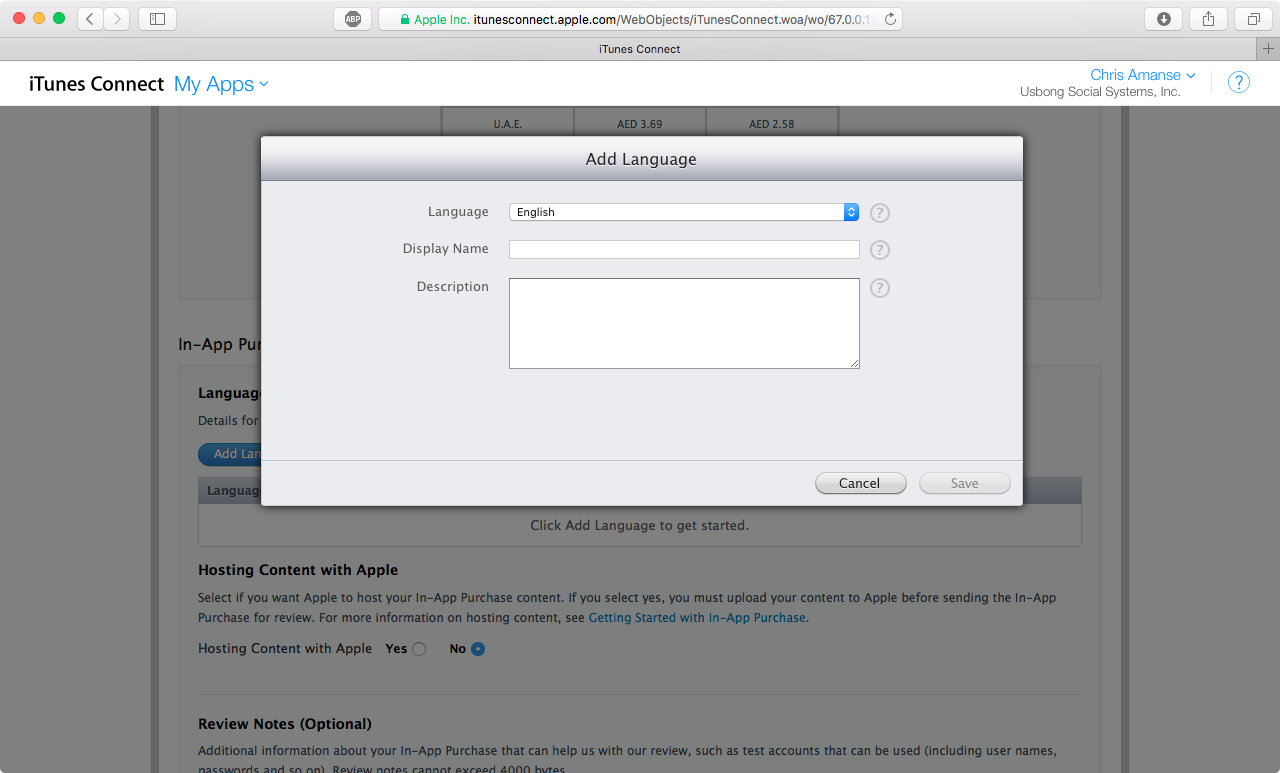 ABP
Apple Inc. itunesconnect.apple.com/WebObjects/iTunesConnect.woa/wo/67.0.0.1
iTunes Connect
iTunes Connect My Apps
Chris Amanse
Usbong Social Systems, Inc.
?
U.A.E. AED 3.69 AED 2.58
Add Language
Language English ?
Display Name ?
Description ?
In-App Pur
Language
Details for
Add Lan
Cancel Save
Language
Click Add Language to get started.
Hosting Content with Apple
Select if you want Apple to host your In-App Purchase content. If you select yes, you must upload your content to Apple before sending the In-App
Purchase for review. For more information on hosting content, see Getting Started with In-App Purchase.
Hosting Content with Apple Yes No
Review Notes (Optional)
Additional information about your In-App Purchase that can help us with our review, such as test accounts that can be used (including user names,
passwords and so on). Review notes cannot exceed 4000 bytes.